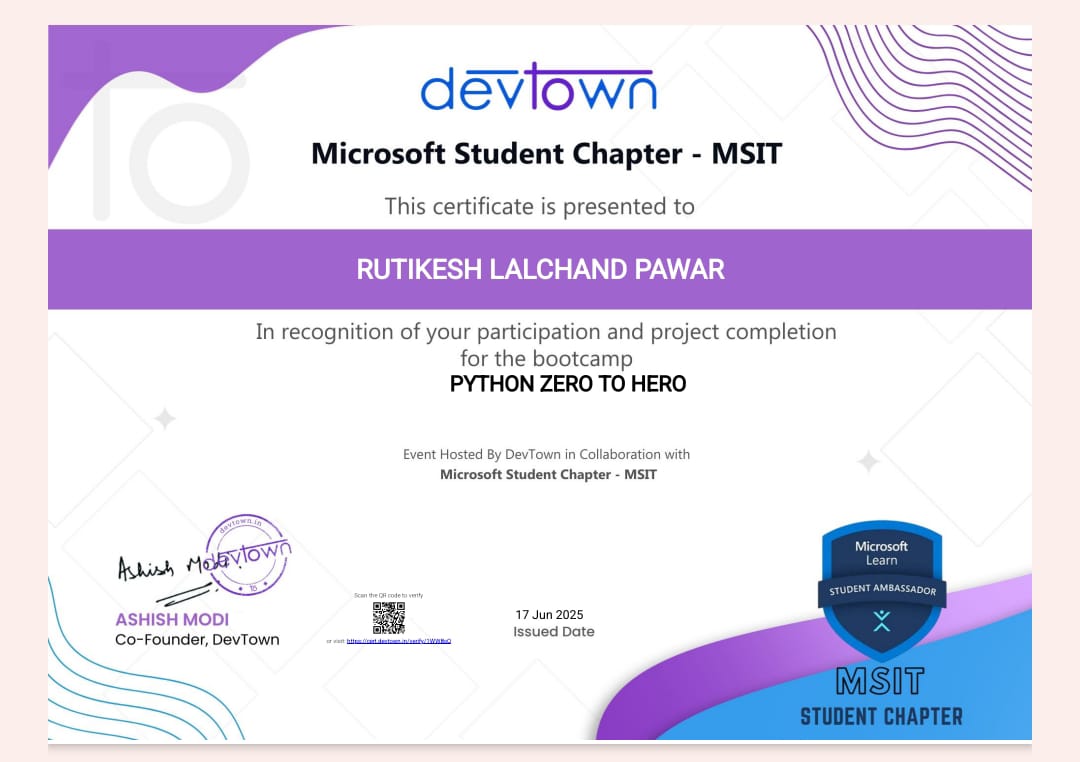 devtown
Microsoft Student Chapter - MSIT
This certificate is presented to
RUTIKESH LALCHAND PAWAR
In recognition of your participation and project completion
for the bootcamp
PYTHON ZERO TO HERO
Event Hosted By DevTown in Collaboration with
Microsoft Student Chapter - MSIT
devtown.in
devtown
Ashish Modi
ASHISH MODI
Co-Founder, DevTown
Scan the QR code to verify
or visit:
17 Jun 2025
Issued Date
Microsoft
Learn
STUDENT AMBASSADOR
MSIT
STUDENT CHAPTER